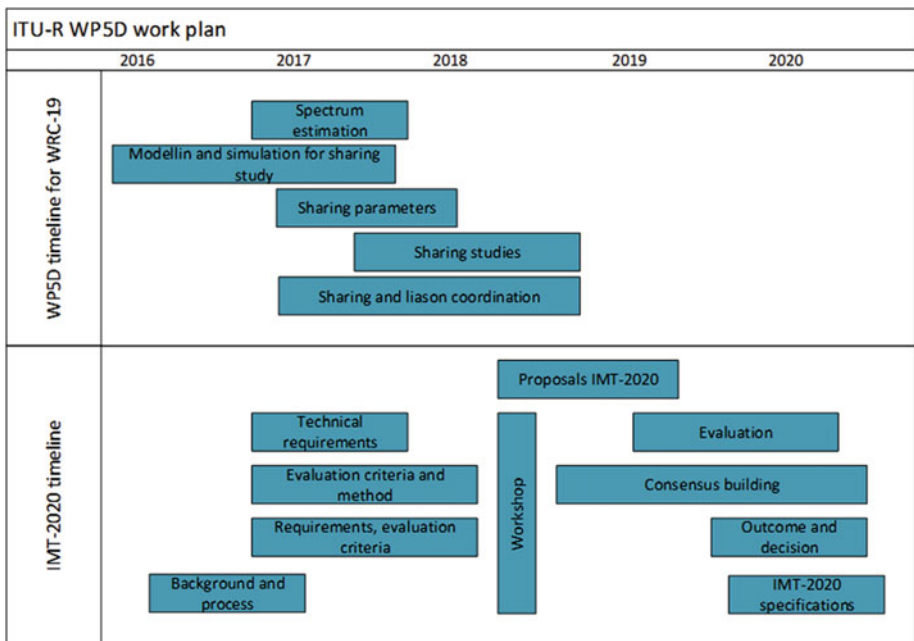 ITU-R WP5D work plan
2016 2017 2018 2019 2020
WP5D timeline for WRC-19
Spectrum
estimation
Modellin and simulation for sharing
study
Sharing parameters
Sharing studies
Sharing and liason coordination
IMT-2020 timeline
Proposals IMT-2020
Technical
requirements
Evaluation
Evaluation criteria and
method
Workshop
Consensus building
Requirements, evaluation
criteria
Outcome and
decision
Background and
process
IMT-2020
specifications